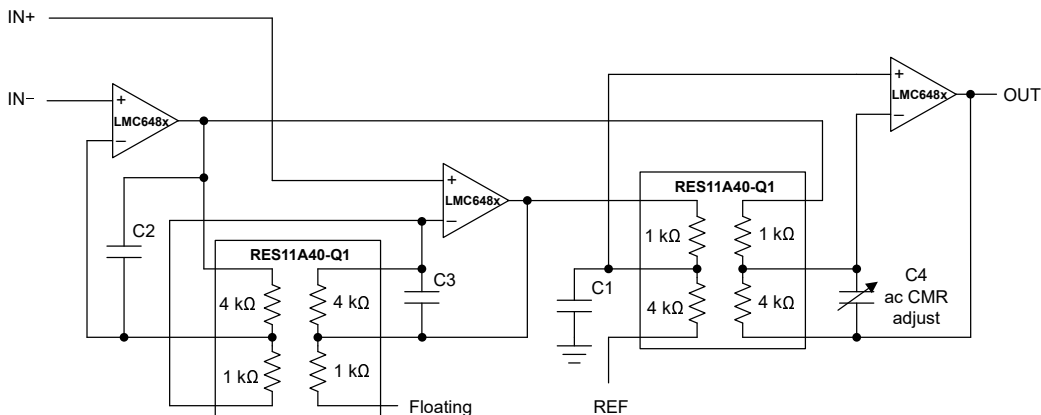 IN+
IN−
+
LMC648x
−
C2
RES11A40-Q1
4 kΩ
4 kΩ
1 kΩ
1 kΩ
Floating
C3
+
LMC648x
−
RES11A40-Q1
1 kΩ
1 kΩ
4 kΩ
4 kΩ
C1
REF
C4
ac CMR
adjust
+
LMC648x
−
OUT